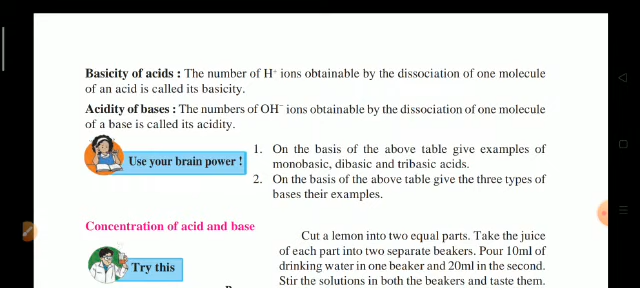 Basicity of acids : The number of H⁺ ions obtainable by the dissociation of one molecule
of an acid is called its basicity.
Acidity of bases : The numbers of OH⁻ ions obtainable by the dissociation of one molecule
of a base is called its acidity.
Use your brain power !
1. On the basis of the above table give examples of
monobasic, dibasic and tribasic acids.
2. On the basis of the above table give the three types of
bases their examples.
Concentration of acid and base
Try this
Cut a lemon into two equal parts. Take the juice
of each part into two separate beakers. Pour 10ml of
drinking water in one beaker and 20ml in the second.
Stir the solutions in both the beakers and taste them.